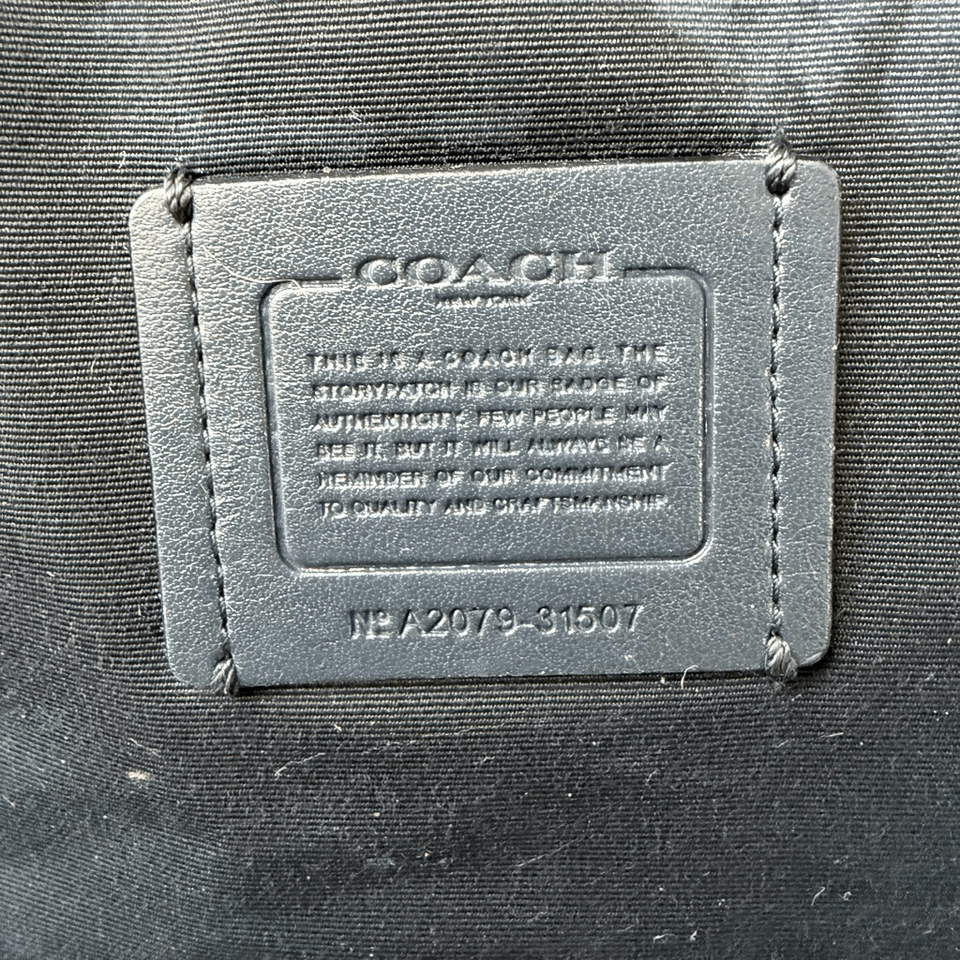 COACH
NEW YORK
THIS IS A COACH BAG. THE
STORYPATCH IS OUR BADGE OF
AUTHENTICITY. FEW PEOPLE MAY
SEE IT, BUT IT WILL ALWAYS BE A
REMINDER OF OUR COMMITMENT
TO QUALITY AND CRAFTSMANSHIP.
Nº A2079-31507